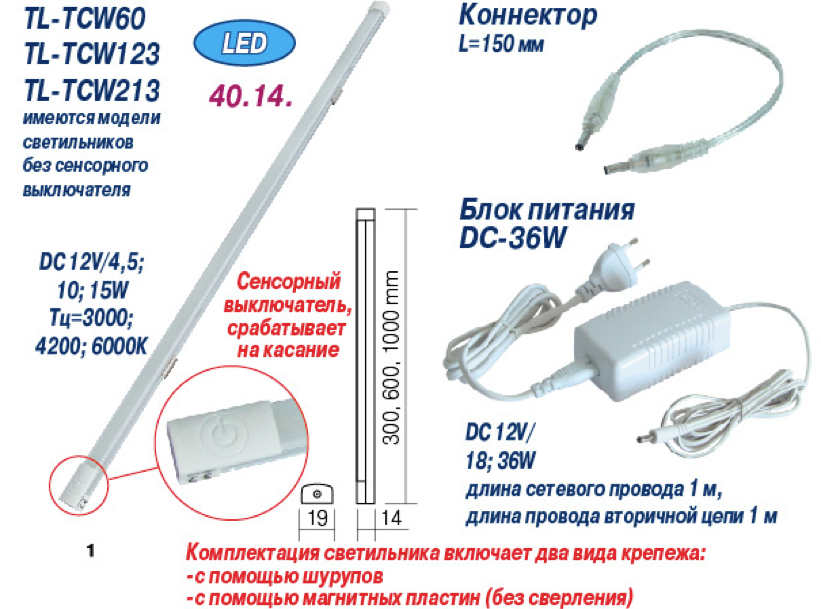 TL-TCW60
TL-TCW123
TL-TCW213
имеются модели
светильников
без сенсорного
выключателя
LED
40.14.
DC 12V/4,5;
10; 15W
Тц=3000;
4200; 6000K
Сенсорный
выключатель,
срабатывает
на касание
300, 600, 1000 mm
19
14
1
Коннектор
L=150 мм
Блок питания
DC-36W
DC 12V/
18; 36W
длина сетевого провода 1 м,
длина провода вторичной цепи 1 м
Комплектация светильника включает два вида крепежа:
-с помощью шурупов
-с помощью магнитных пластин (без сверления)